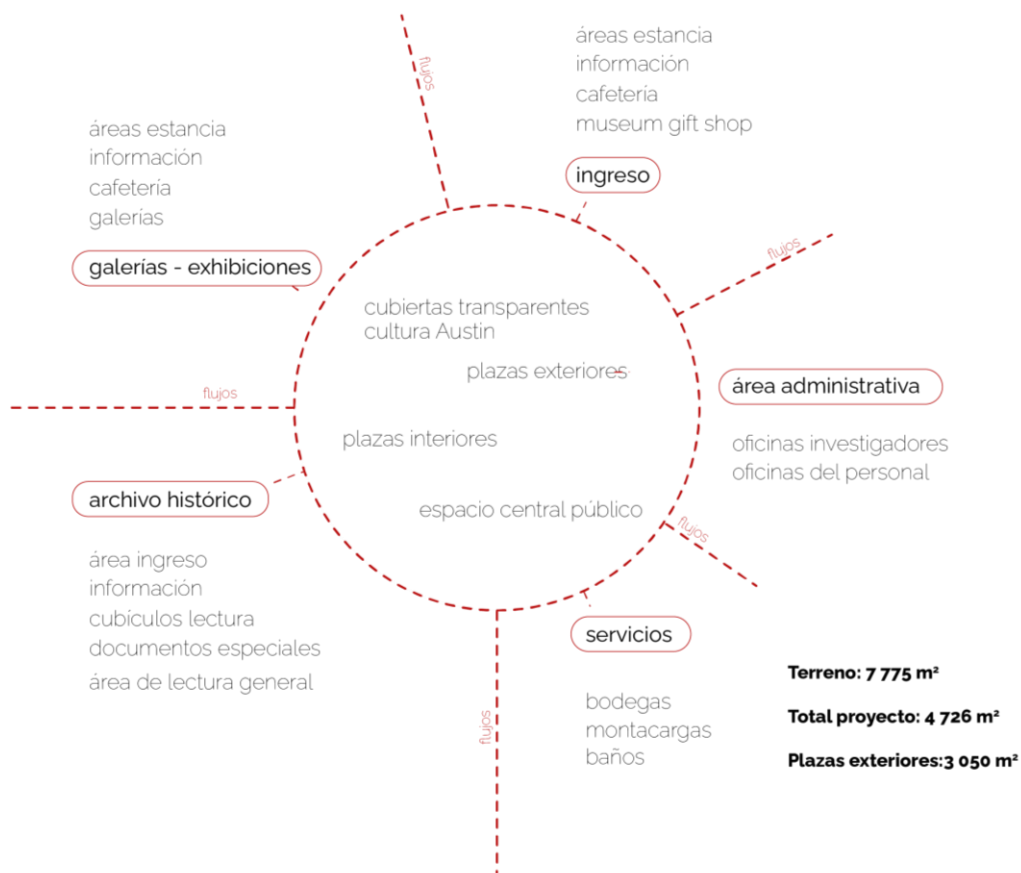 flujos
áreas estancia
información
cafetería
museum gift shop
ingreso
áreas estancia
información
cafetería
galerías
galerías - exhibiciones
flujos
cubiertas transparentes
cultura Austin
plazas exteriores
flujos
área administrativa
oficinas investigadores
oficinas del personal
plazas interiores
espacio central público
archivo histórico
área ingreso
información
cubículos lectura
documentos especiales
área de lectura general
flujos
servicios
bodegas
montacargas
baños
flujos
Terreno: 7 775 m²
Total proyecto: 4 726 m²
Plazas exteriores:3 050 m²